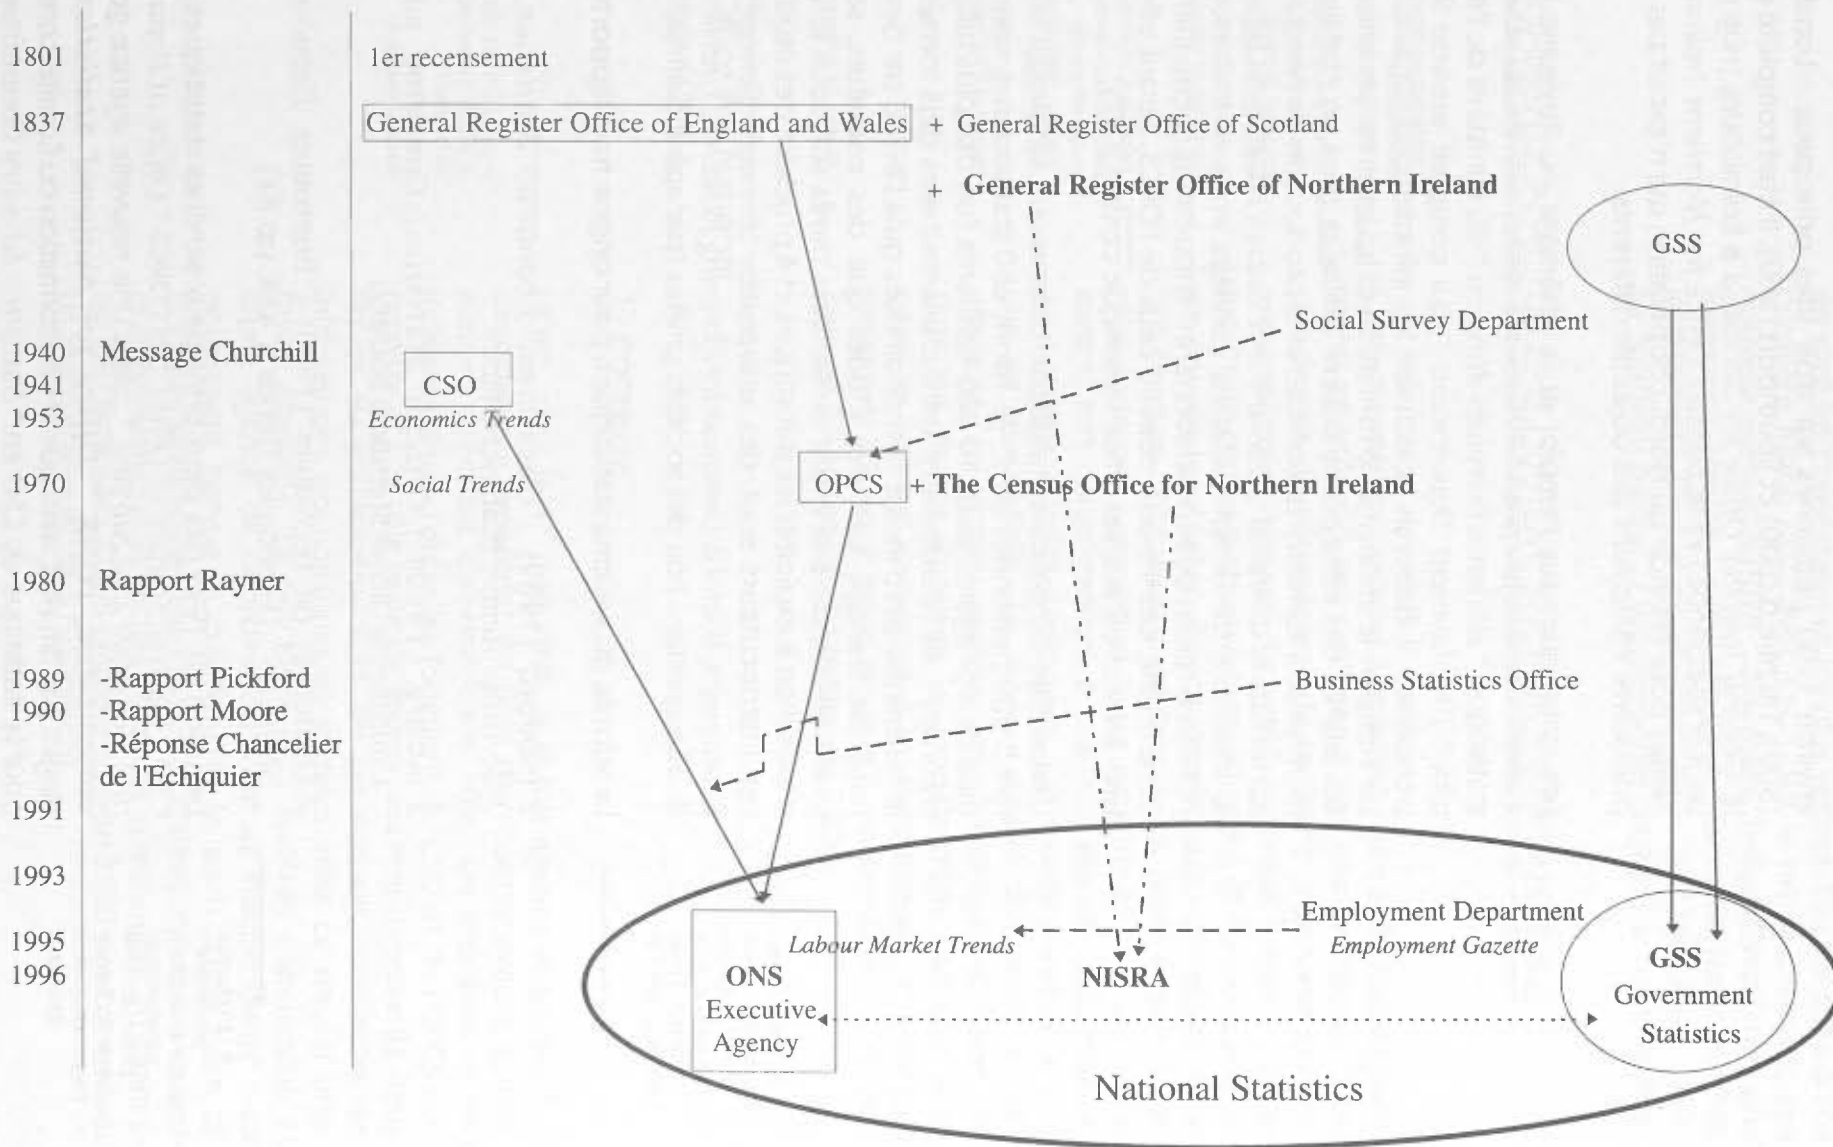 1801 1er recensement
1837 General Register Office of England and Wales + General Register Office of Scotland
+ General Register Office of Northern Ireland
GSS
Social Survey Department
1940 Message Churchill
1941 CSO
1953 Economics Trends
1970 Social Trends OPCS + The Census Office for Northern Ireland
1980 Rapport Rayner
1989 -Rapport Pickford Business Statistics Office
1990 -Rapport Moore
-Réponse Chancelier
de l'Echiquier
1991
1993
Employment Department
1995 Labour Market Trends Employment Gazette
GSS
1996 ONS NISRA
Government
Executive
Statistics
Agency
National Statistics